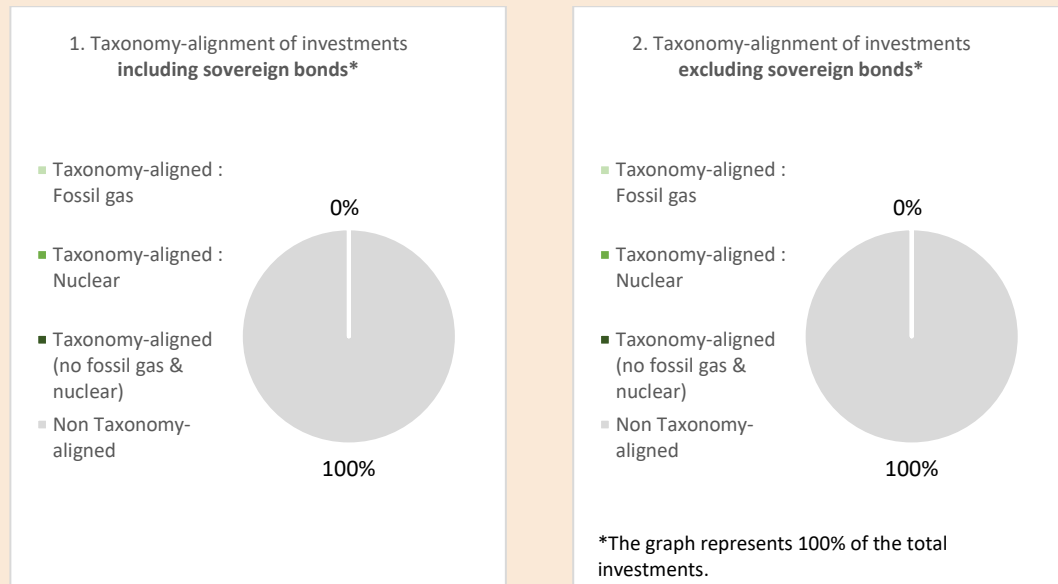 1. Taxonomy-alignment of investments
including sovereign bonds*
Taxonomy-aligned :
Fossil gas
Taxonomy-aligned :
Nuclear
Taxonomy-aligned
(no fossil gas &
nuclear)
Non Taxonomy-
aligned
0%
100%
2. Taxonomy-alignment of investments
excluding sovereign bonds*
Taxonomy-aligned :
Fossil gas
Taxonomy-aligned :
Nuclear
Taxonomy-aligned
(no fossil gas &
nuclear)
Non Taxonomy-
aligned
0%
100%
*The graph represents 100% of the total
investments.